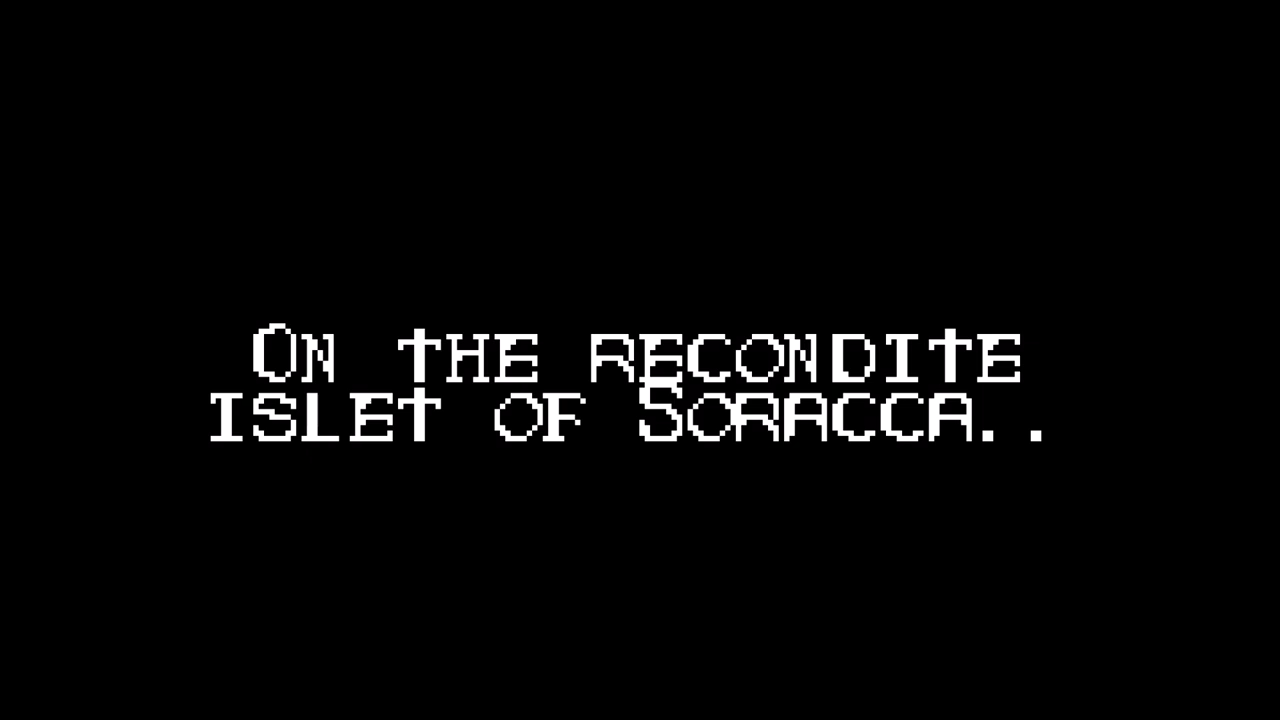 On the recondite
islet of Soracca..